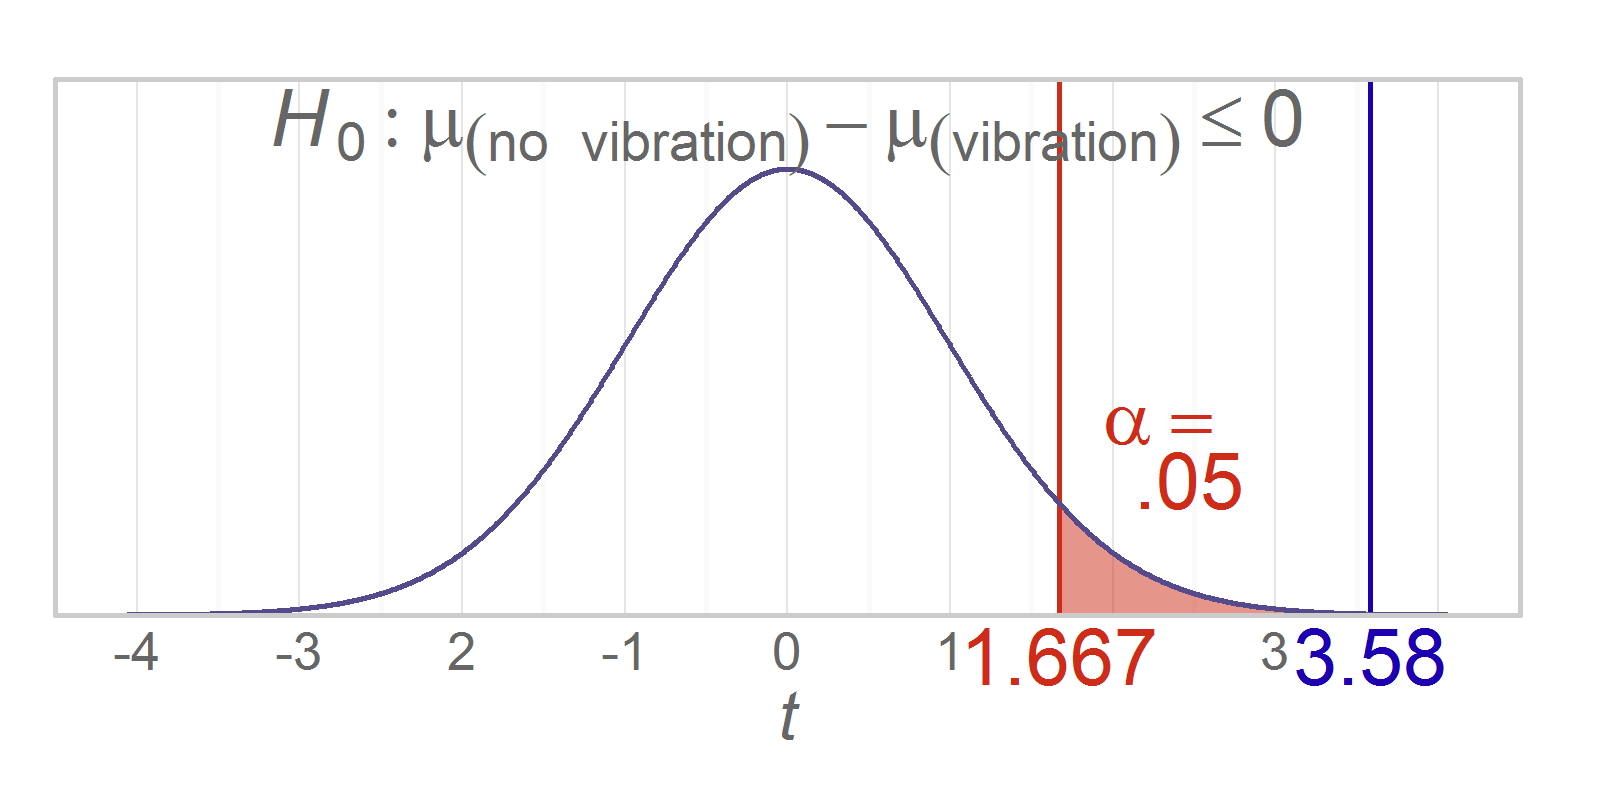 H₀ : μ(no vibration) − μ(vibration) ≤ 0
α =
.05
-4 -3 2 -1 0 1 1.667 3 3.58
t